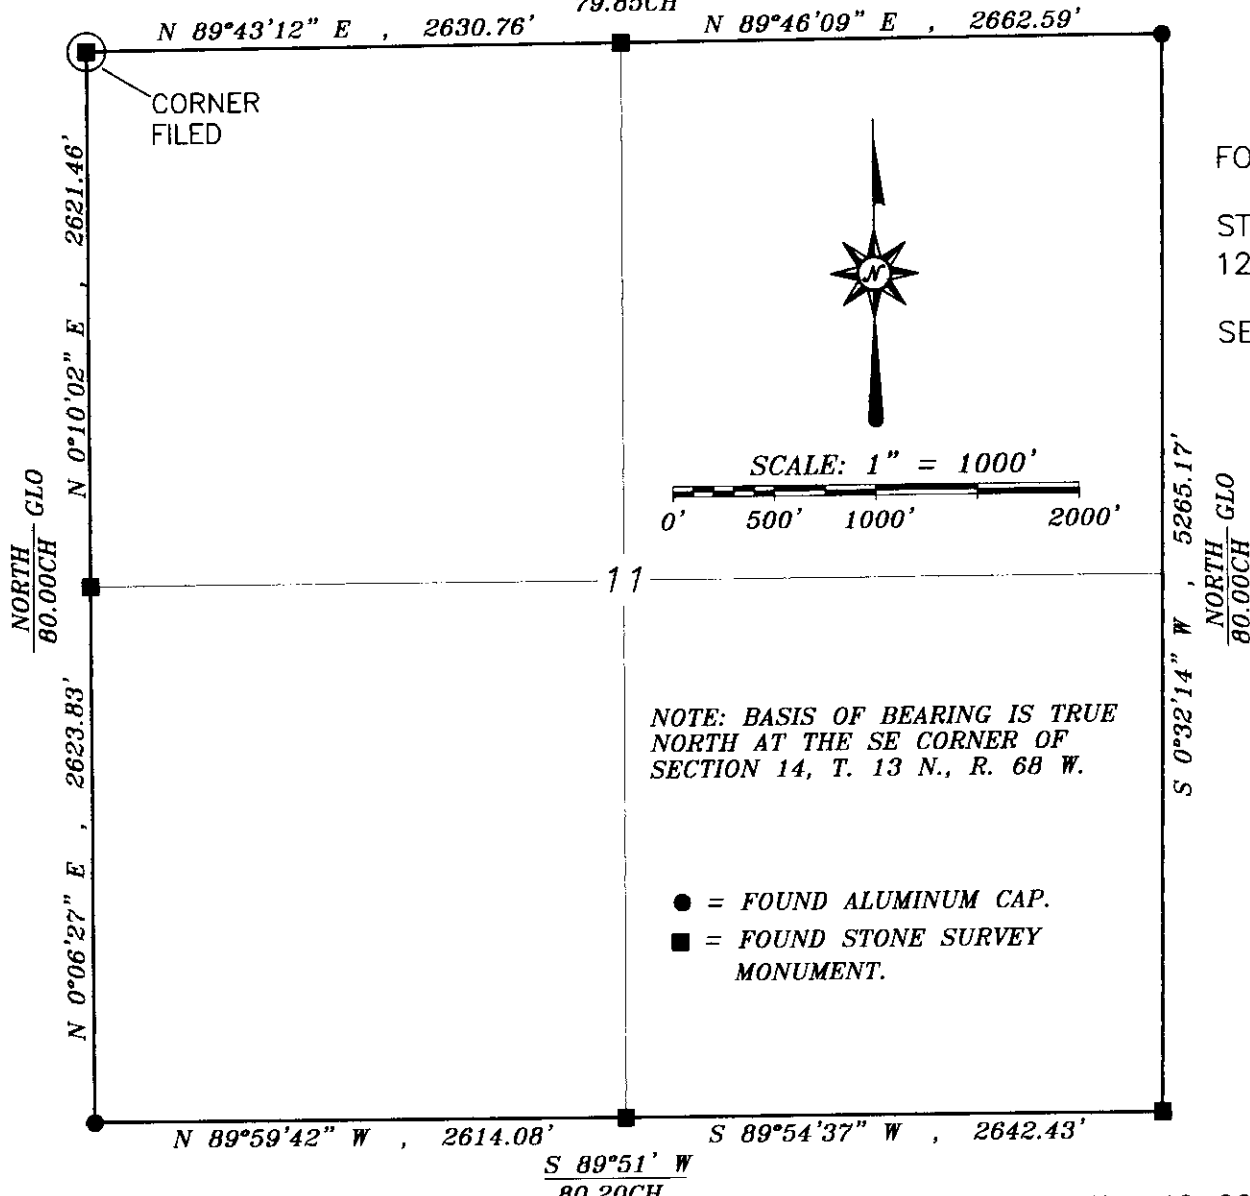 79.85CH
N 89°43'12" E , 2630.76'
N 89°46'09" E , 2662.59'
CORNER
FILED
N 0°10'02" E , 2621.46'
FO
ST
12
SE
N
SCALE: 1" = 1000'
0' 500' 1000' 2000'
NORTH GLO
80.00CH
S 0°32'14" W , 5265.17'
NORTH GLO
80.00CH
11
N 0°06'27" E , 2623.83'
NOTE: BASIS OF BEARING IS TRUE
NORTH AT THE SE CORNER OF
SECTION 14, T. 13 N., R. 68 W.
= FOUND ALUMINUM CAP.
= FOUND STONE SURVEY
MONUMENT.
N 89°59'42" W , 2614.08'
S 89°54'37" W , 2642.43'
S 89°51' W
80.20CH